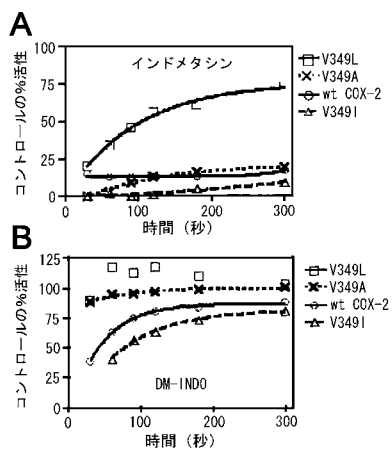 A
インドメタシン
コントロールの%活性
100
75
50
25
0
0
100
200
300
時間 (秒)
V349L
V349A
wt COX-2
V349I
B
DM-INDO
コントロールの%活性
125
100
75
50
25
0
0
100
200
300
時間 (秒)
V349L
V349A
wt COX-2
V349I